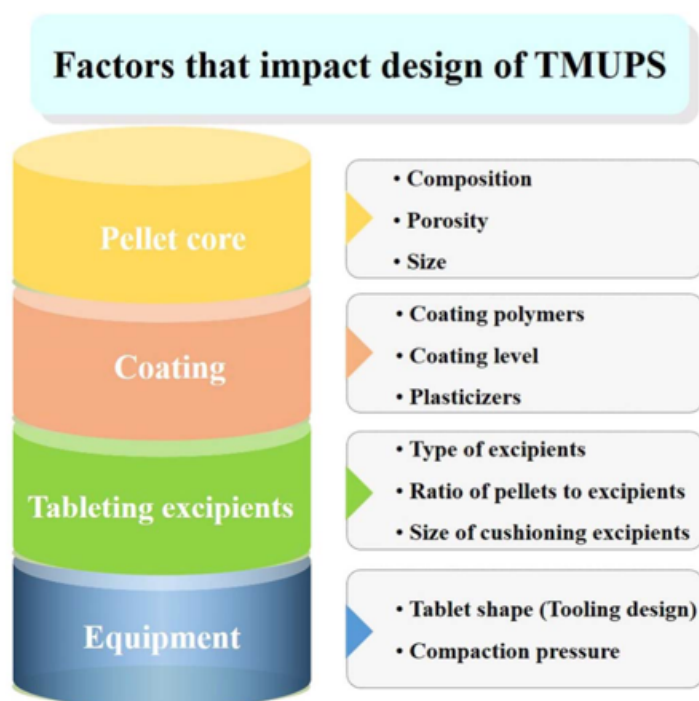 Factors that impact design of TMUPS
Pellet core
• Composition
• Porosity
• Size
Coating
• Coating polymers
• Coating level
• Plasticizers
Tableting excipients
• Type of excipients
• Ratio of pellets to excipients
• Size of cushioning excipients
Equipment
• Tablet shape (Tooling design)
• Compaction pressure